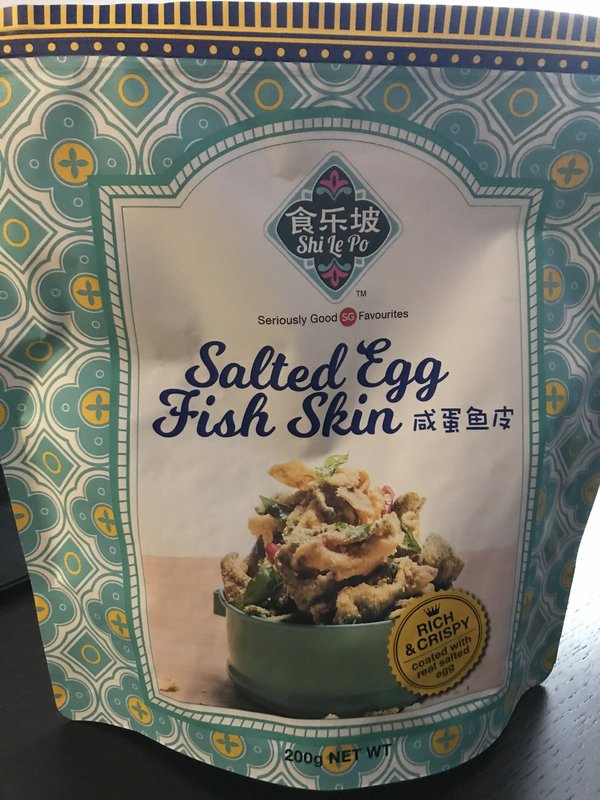 食乐坡
Shi Le Po
TM
Seriously Good SG Favourites
Salted Egg
Fish Skin 咸蛋鱼皮
RICH
& CRISPY
coated with
real salted
egg
200g NET WT